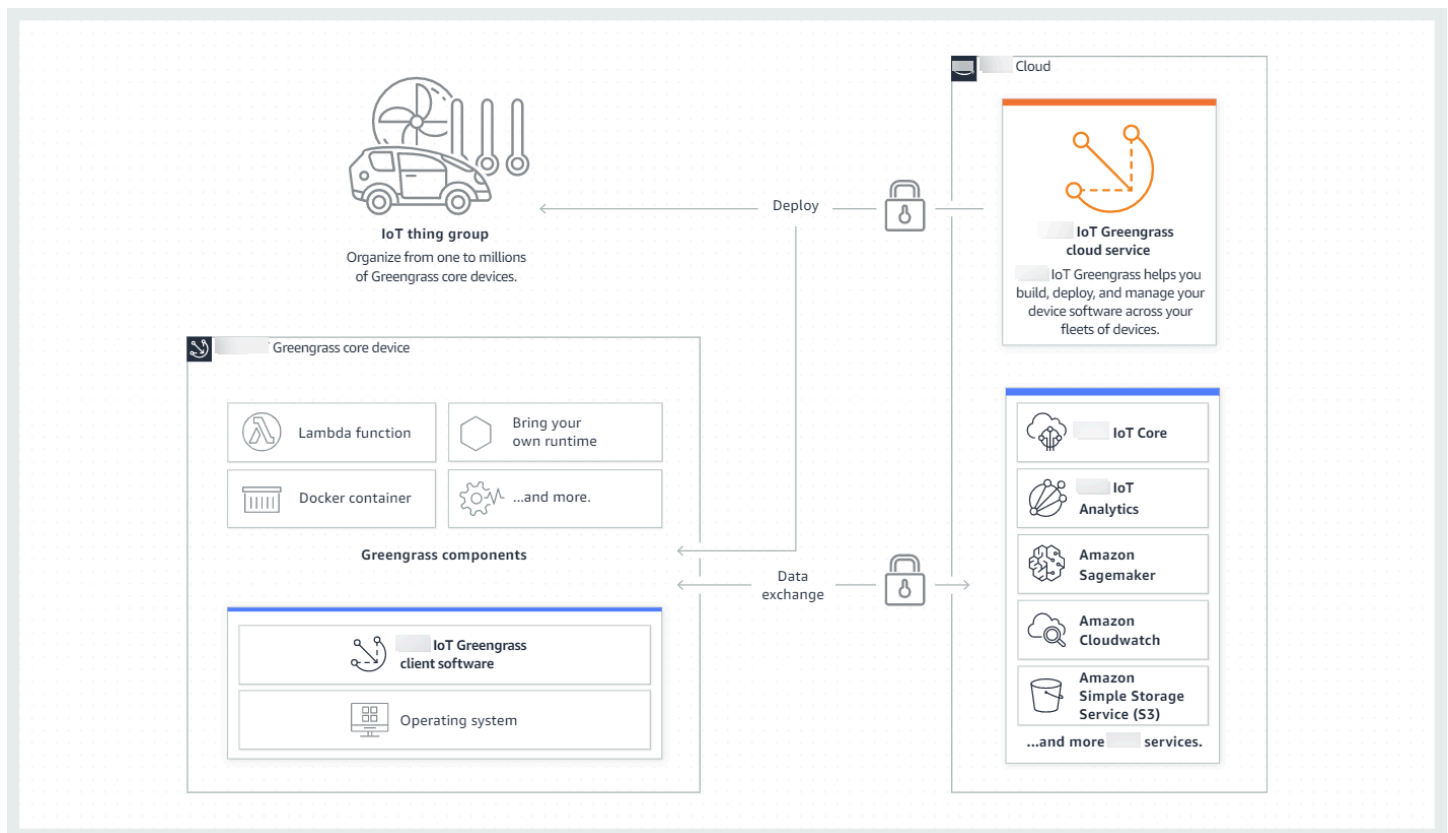 Cloud
IoT Greengrass
cloud service
IoT Greengrass helps you
build, deploy, and manage your
device software across your
fleets of devices.
Deploy
IoT thing group
Organize from one to millions
of Greengrass core devices.
Greengrass core device
Lambda function
Bring your
own runtime
Docker container
...and more.
Greengrass components
Data
exchange
IoT Greengrass
client software
Operating system
IoT Core
IoT
Analytics
Amazon
Sagemaker
Amazon
Cloudwatch
Amazon
Simple Storage
Service (S3)
...and more services.